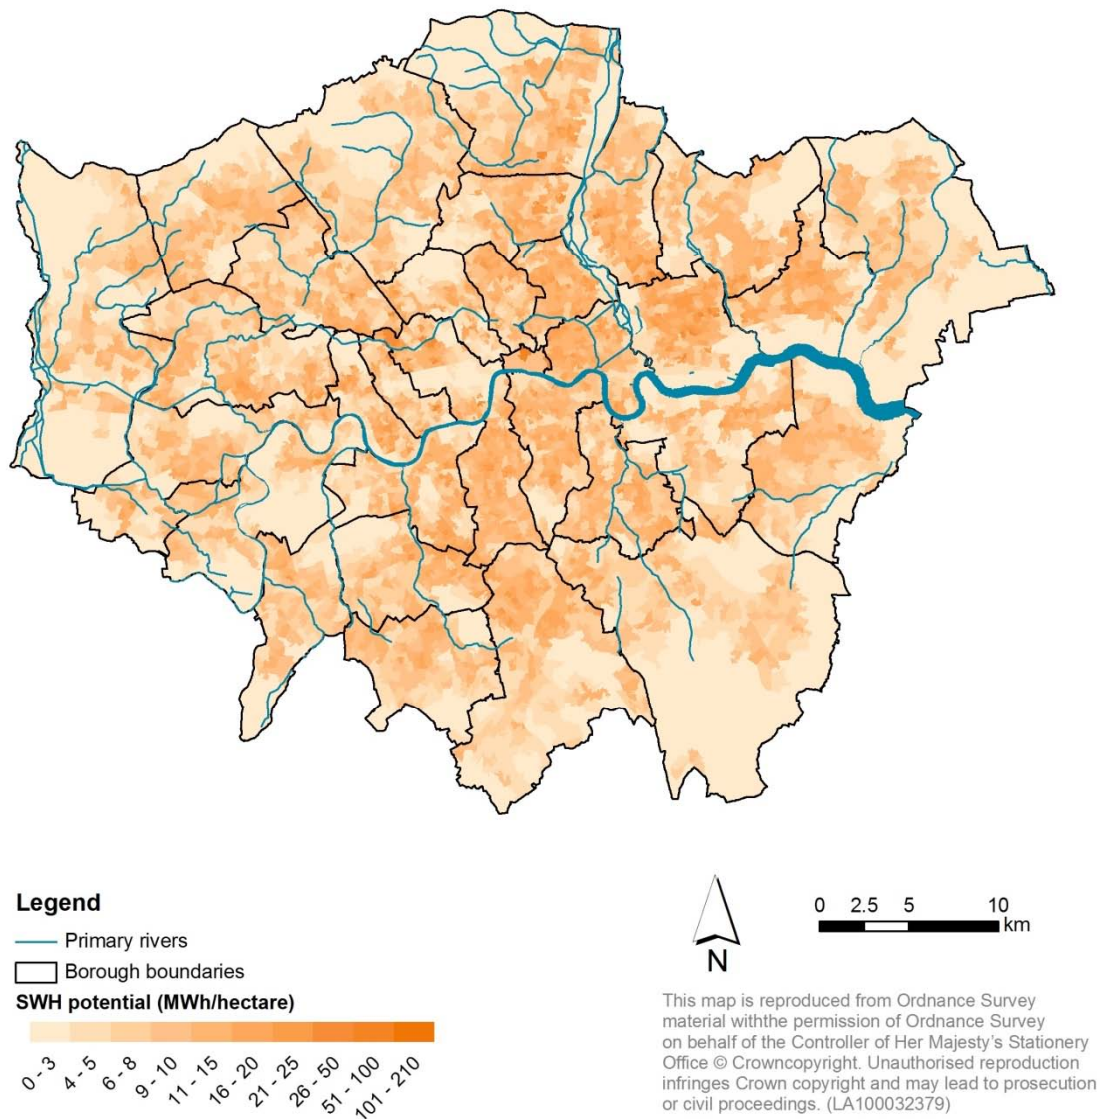 Legend
Primary rivers
Borough boundaries
SWH potential (MWh/hectare)
0 - 3
4 - 5
6 - 8
9 - 10
11 - 15
16 - 20
21 - 25
26 - 50
51 - 100
101 - 210
N
0 2.5 5 10
km
This map is reproduced from Ordnance Survey
material withthe permission of Ordnance Survey
on behalf of the Controller of Her Majesty's Stationery
Office © Crowncopyright. Unauthorised reproduction
infringes Crown copyright and may lead to prosecution
or civil proceedings. (LA100032379)